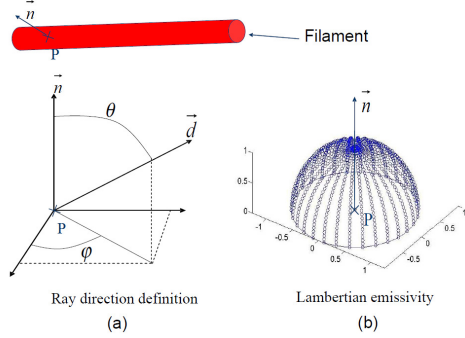 n⃗
P
Filament
n⃗
θ
d⃗
P
φ
n⃗
1
0.5
0
P
-1
-0.5
0
0.5
1
-1
-0.5
0
0.5
1
Ray direction definition
Lambertian emissivity
(a)
(b)